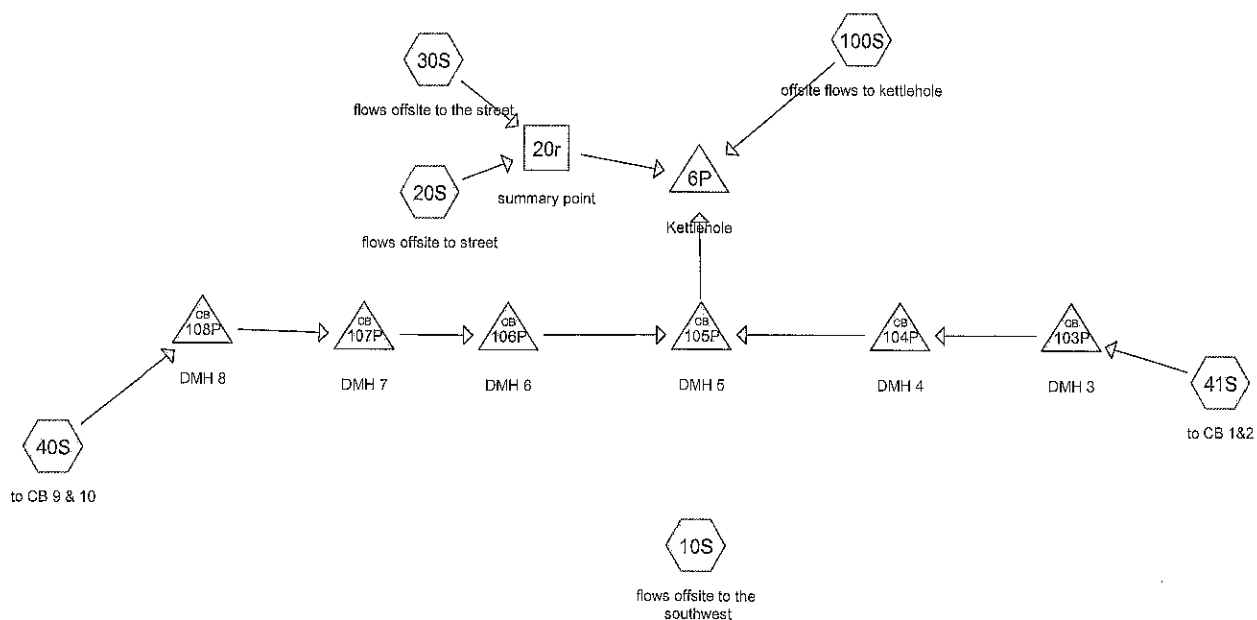 30S
100S
flows offsite to the street
offsite flows to kettlehole
20r
6P
20S
summary point
Kettlehole
flows offsite to street
CB
108P
CB
107P
CB
106P
CB
105P
CB
104P
CB
103P
DMH 8
DMH 7
DMH 6
DMH 5
DMH 4
DMH 3
41S
to CB 1&2
40S
to CB 9 & 10
10S
flows offsite to the
southwest